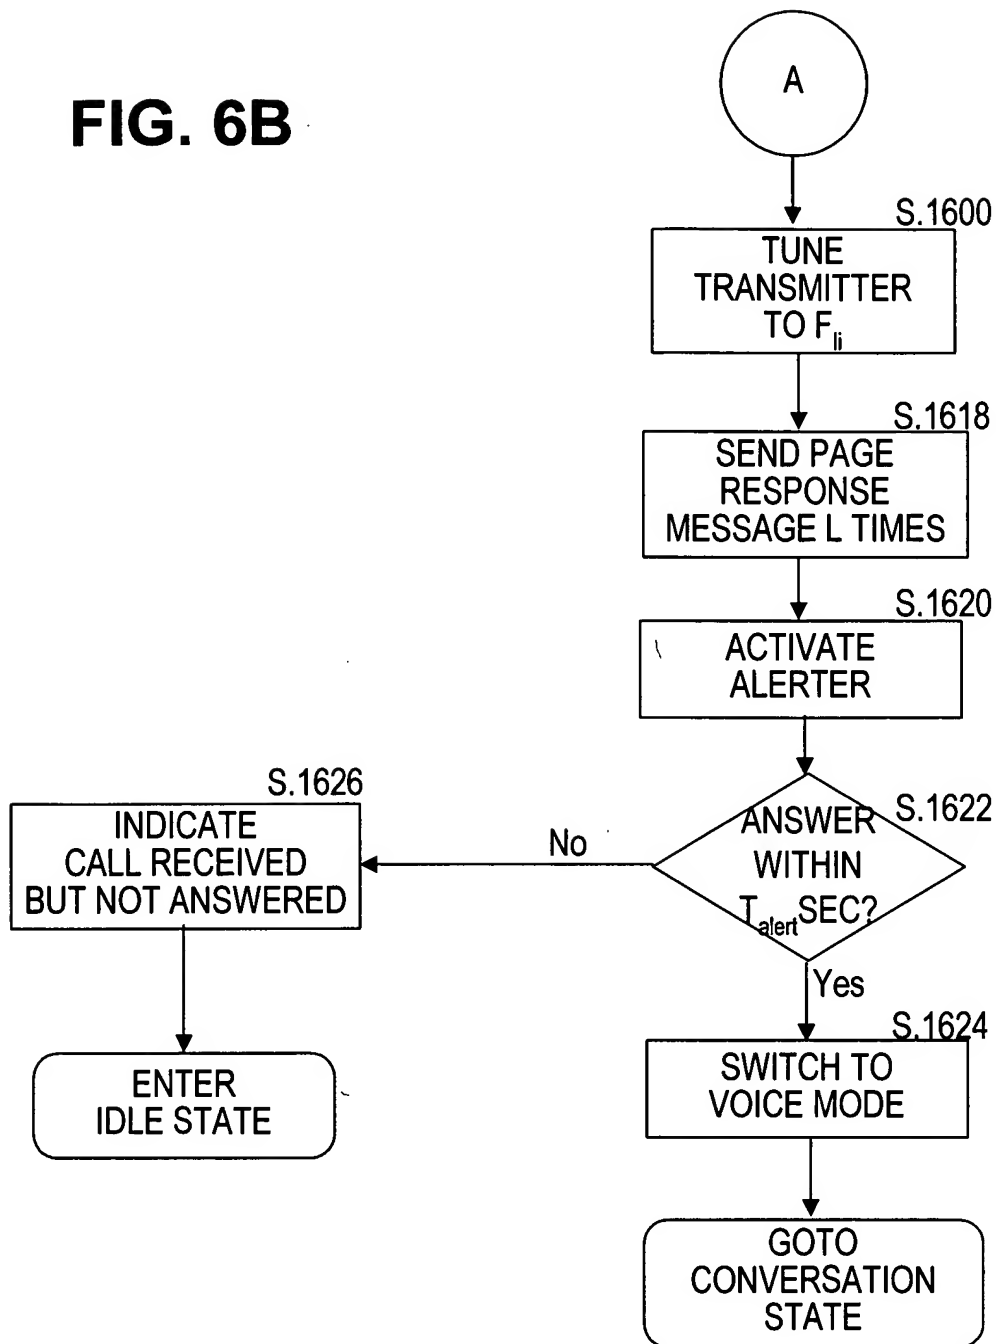 FIG. 6B
A
S.1600
TUNE
TRANSMITTER
TO F_li
S.1618
SEND PAGE
RESPONSE
MESSAGE L TIMES
S.1620
ACTIVATE
ALERTER
S.1622
ANSWER
WITHIN
T_alert SEC?
No
S.1626
INDICATE
CALL RECEIVED
BUT NOT ANSWERED
ENTER
IDLE STATE
Yes
S.1624
SWITCH TO
VOICE MODE
GOTO
CONVERSATION
STATE